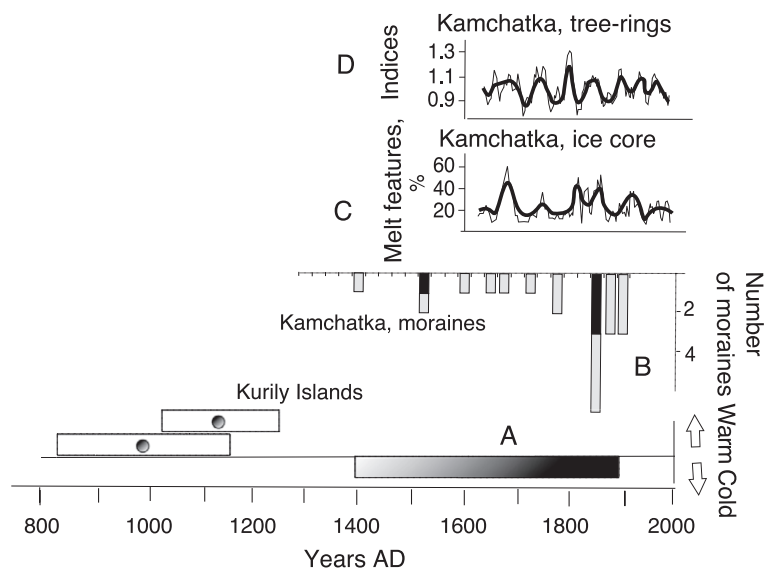 Kamchatka, tree-rings
D
Indices
1.3
1.1
0.9
Kamchatka, ice core
C
Melt features,
%
60
40
20
Kamchatka, moraines
B
2
4
Number
of moraines
Kurily Islands
A
Warm
Cold
800
1000
1200
1400
1600
1800
2000
Years AD